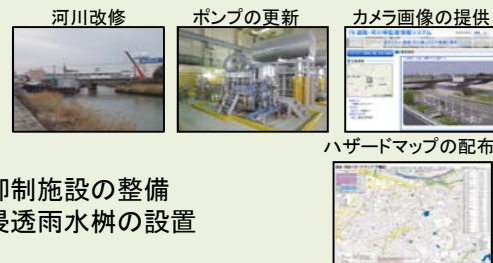 河川改修
ポンプの更新
カメラ画像の提供
ハザードマップの配布
抑制施設の整備
浸透雨水桝の設置